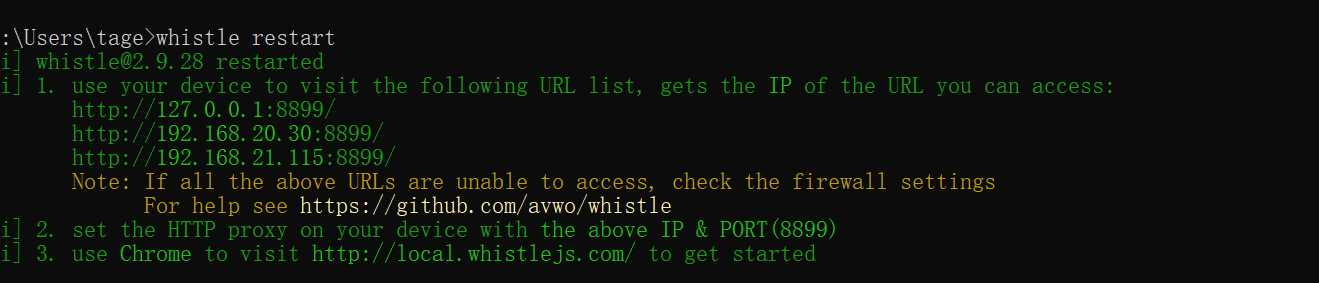 :\Users\tage>whistle restart
i] whistle@2.9.28 restarted
i] 1. use your device to visit the following URL list, gets the IP of the URL you can access:
http://127.0.0.1:8899/
http://192.168.20.30:8899/
http://192.168.21.115:8899/
Note: If all the above URLs are unable to access, check the firewall settings
For help see https://github.com/avwo/whistle
i] 2. set the HTTP proxy on your device with the above IP & PORT(8899)
i] 3. use Chrome to visit http://local.whistlejs.com/ to get started